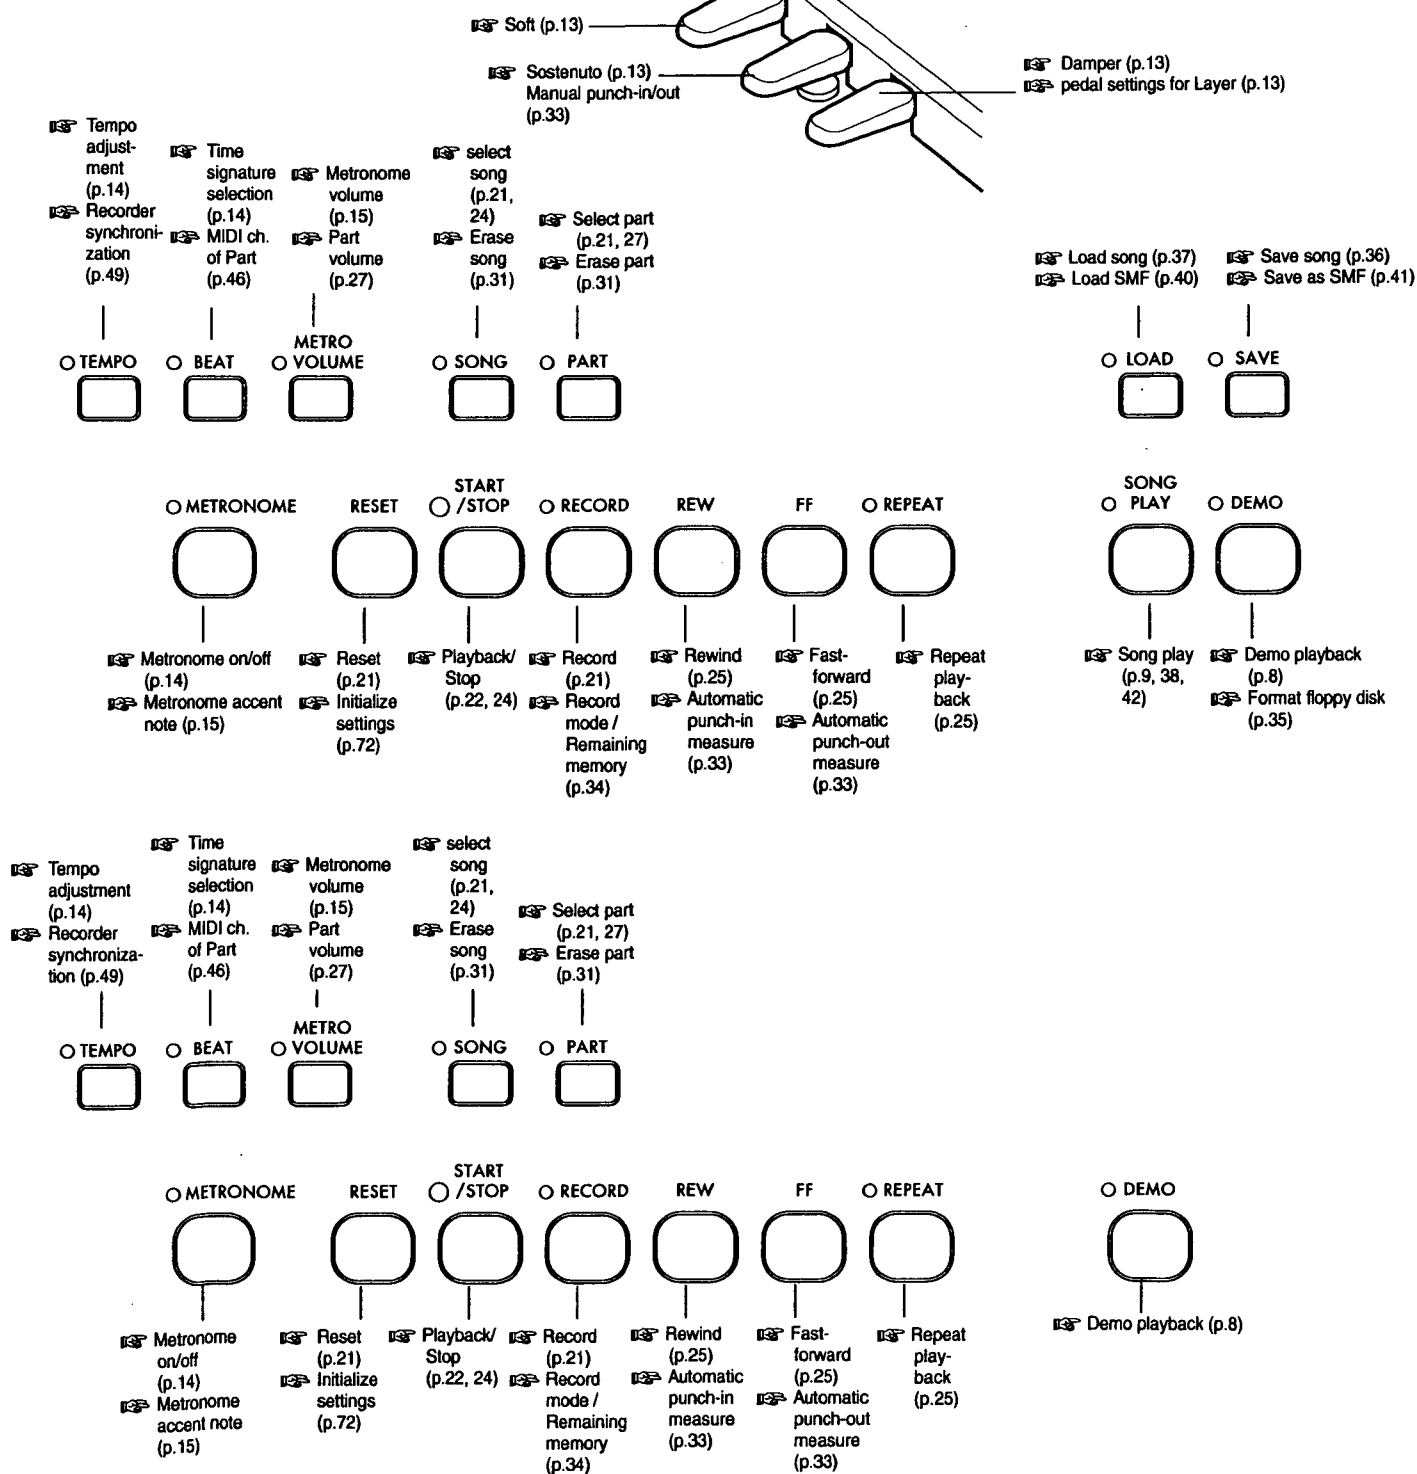 Soft (p.13)
Sostenuto (p.13)
Manual punch-in/out
(p.33)
Damper (p.13)
pedal settings for Layer (p.13)
Tempo
adjust-
ment
(p.14)
Recorder
synchroni-
zation
(p.49)
Time
signature
selection
(p.14)
MIDI ch.
of Part
(p.46)
Metronome
volume
(p.15)
Part
volume
(p.27)
select
song
(p.21,
24)
Erase
song
(p.31)
Select part
(p.21, 27)
Erase part
(p.31)
Load song (p.37)
Load SMF (p.40)
Save song (p.36)
Save as SMF (p.41)
TEMPO
BEAT
METRO
VOLUME
SONG
PART
LOAD
SAVE
METRONOME
RESET
START
/STOP
RECORD
REW
FF
REPEAT
SONG
PLAY
DEMO
Metronome on/off
(p.14)
Metronome accent
note (p.15)
Reset
(p.21)
Initialize
settings
(p.72)
Playback/
Stop
(p.22, 24)
Record
(p.21)
Record
mode /
Remaining
memory
(p.34)
Rewind
(p.25)
Automatic
punch-in
measure
(p.33)
Fast-
forward
(p.25)
Automatic
punch-out
measure
(p.33)
Repeat
play-
back
(p.25)
Song play
(p.9, 38,
42)
Demo playback
(p.8)
Format floppy disk
(p.35)
Tempo
adjustment
(p.14)
Recorder
synchroniza-
tion (p.49)
Time
signature
selection
(p.14)
MIDI ch.
of Part
(p.46)
Metronome
volume
(p.15)
Part
volume
(p.27)
select
song
(p.21,
24)
Erase
song
(p.31)
Select part
(p.21, 27)
Erase part
(p.31)
TEMPO
BEAT
METRO
VOLUME
SONG
PART
METRONOME
RESET
START
/STOP
RECORD
REW
FF
REPEAT
DEMO
Metronome
on/off
(p.14)
Metronome
accent note
(p.15)
Reset
(p.21)
Initialize
settings
(p.72)
Playback/
Stop
(p.22, 24)
Record
(p.21)
Record
mode /
Remaining
memory
(p.34)
Rewind
(p.25)
Automatic
punch-in
measure
(p.33)
Fast-
forward
(p.25)
Automatic
punch-out
measure
(p.33)
Repeat
play-
back
(p.25)
Demo playback (p.8)